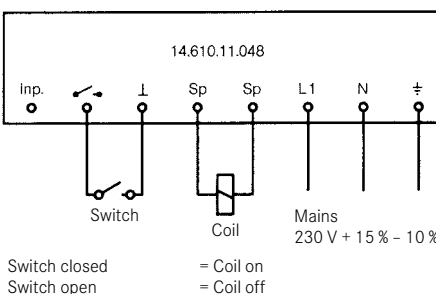 14.610.11.048
Inp. ⊥ Sp Sp L1 N ⏚
Switch
Coil
Mains
230 V + 15 % – 10 %
Switch closed = Coil on
Switch open = Coil off